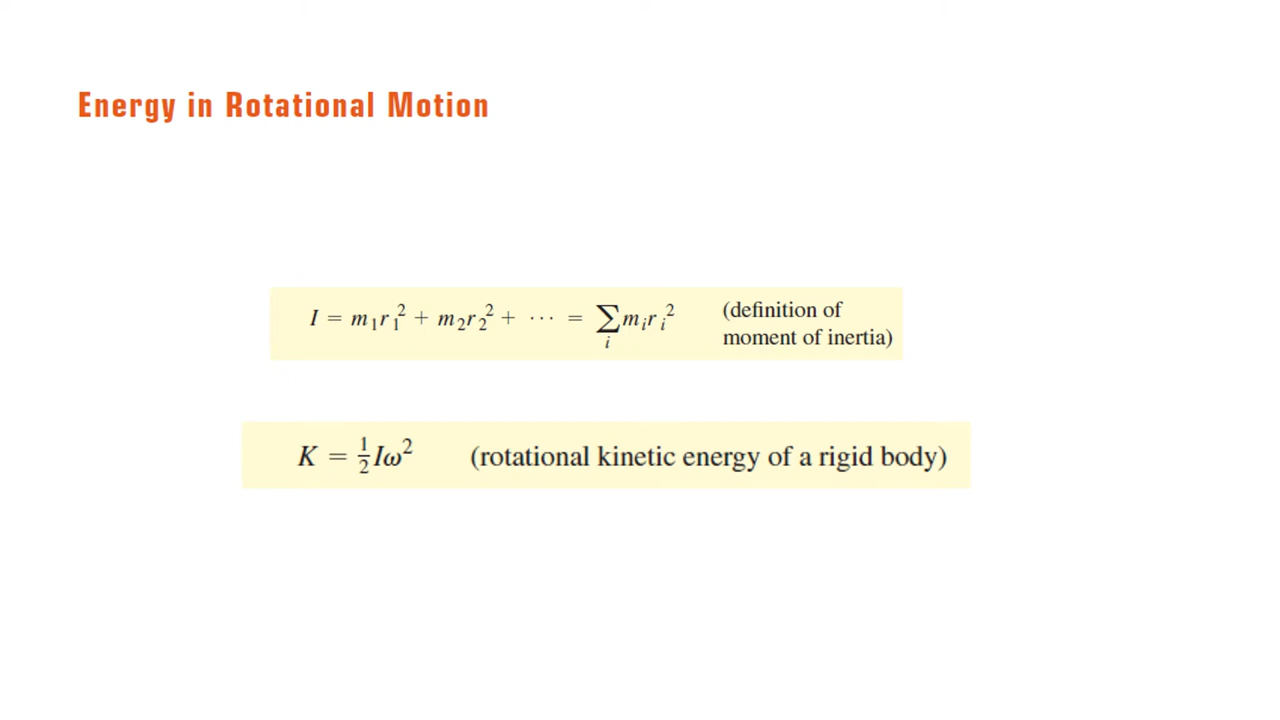 Energy in Rotational Motion
I = m₁r₁² + m₂r₂² + ··· = ∑ᵢ mᵢrᵢ² (definition of
moment of inertia)
K = ½Iω² (rotational kinetic energy of a rigid body)